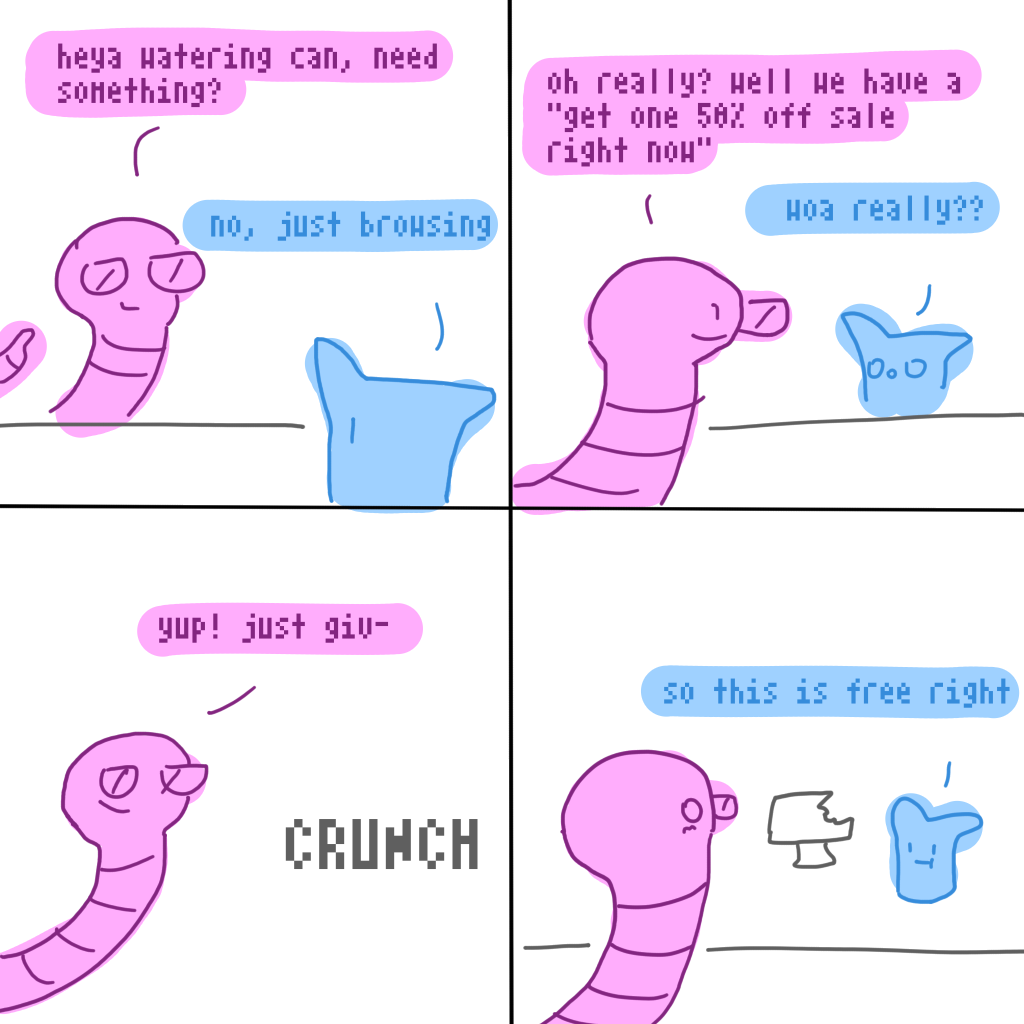 heya watering can, need
something?
no, just browsing
oh really? well we have a
"get one 50% off sale
right now"
woa really??
yup! just giv-
CRUNCH
so this is free right